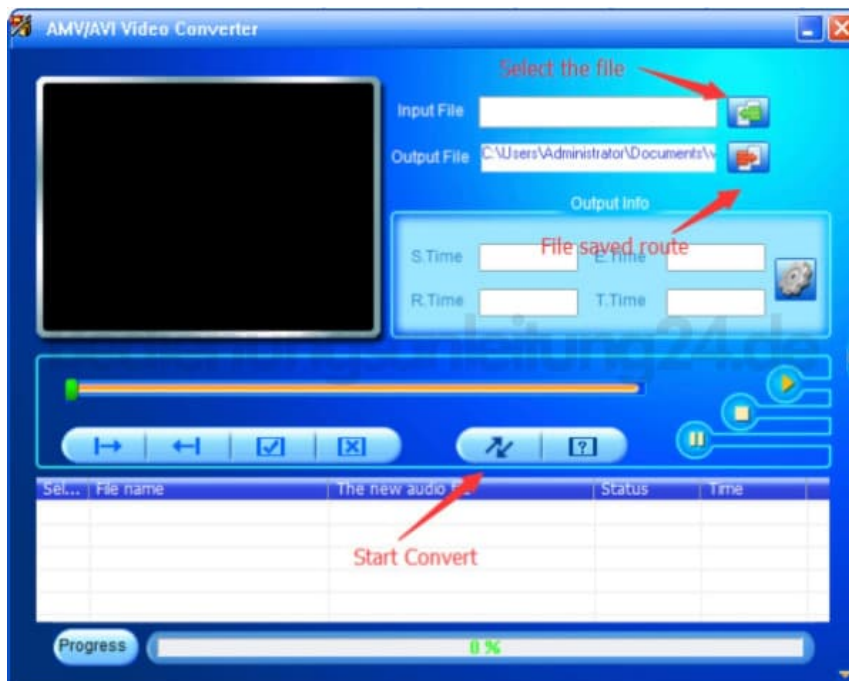 AMV/AVI Video Converter
Select the file
Input File
Output File C:\Users\Administrator\Documents\v
Output Info
File saved route
S.Time E.Time
R.Time T.Time
Sel... File name The new audio Status Time
Start Convert
Progress 0 %